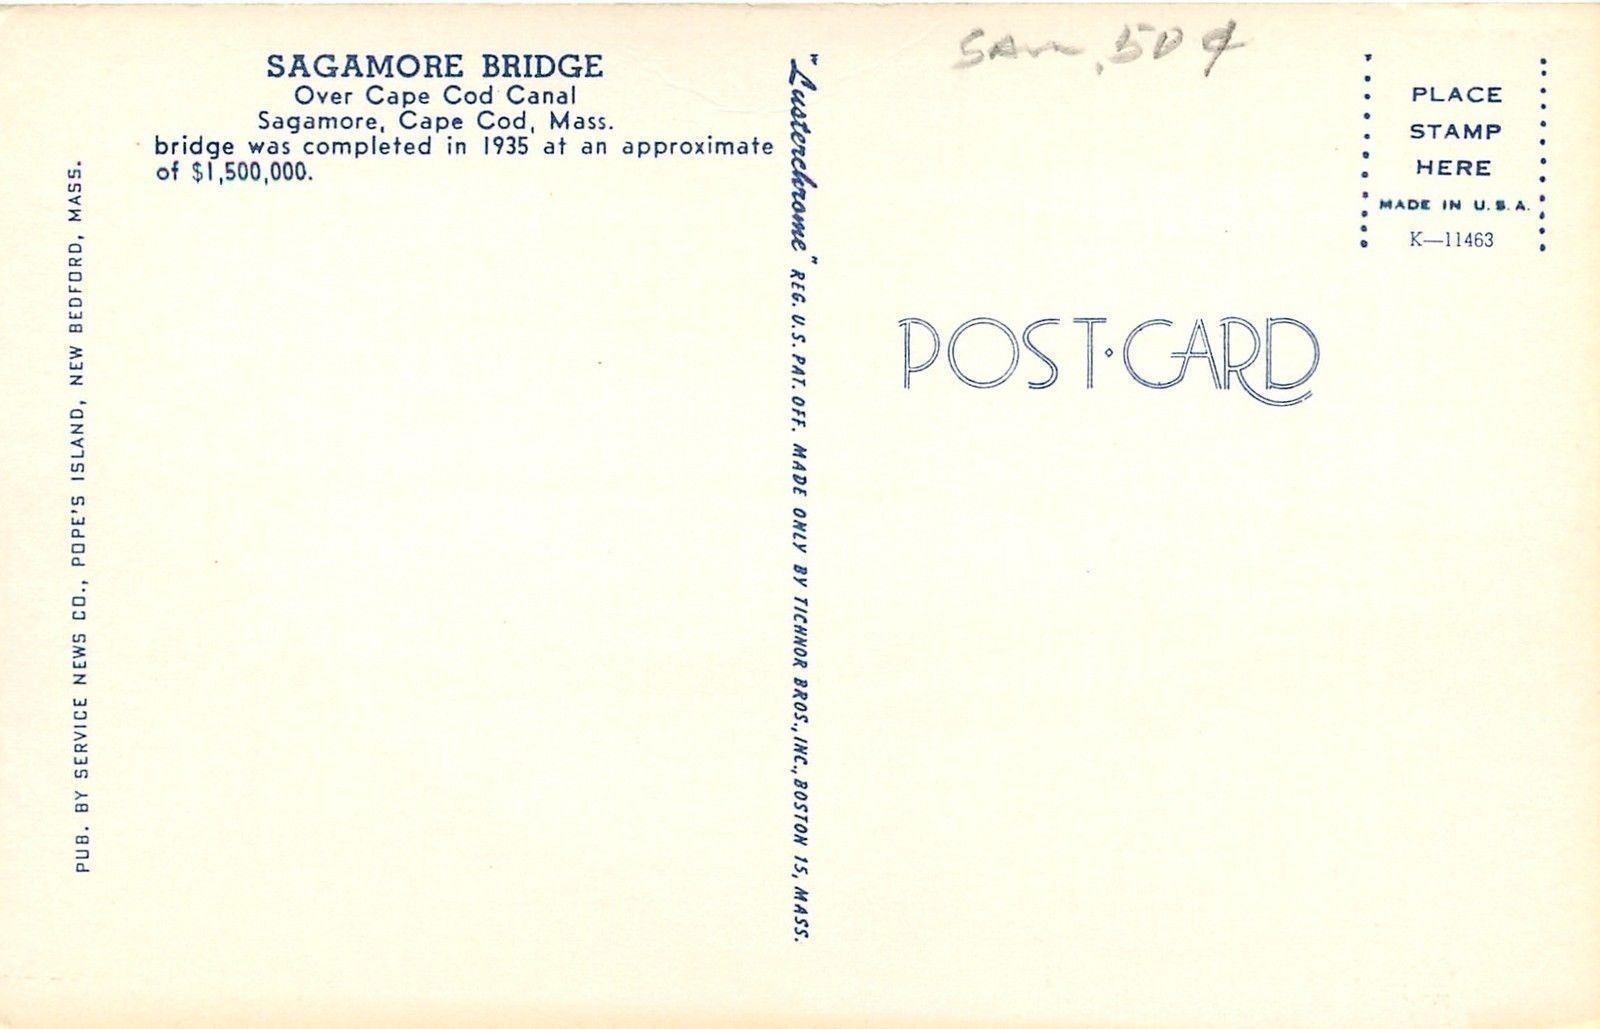 SAGAMORE BRIDGE
Over Cape Cod Canal
Sagamore, Cape Cod, Mass.
bridge was completed in 1935 at an approximate
of $1,500,000.
PUB. BY SERVICE NEWS CO., POPE'S ISLAND, NEW BEDFORD, MASS.
"Lusterchrome" REG. U.S. PAT. OFF. MADE ONLY BY TICHNOR BROS., INC., BOSTON 15, MASS.
.50¢
PLACE
STAMP
HERE
MADE IN U.S.A.
K—11463
POST·CARD